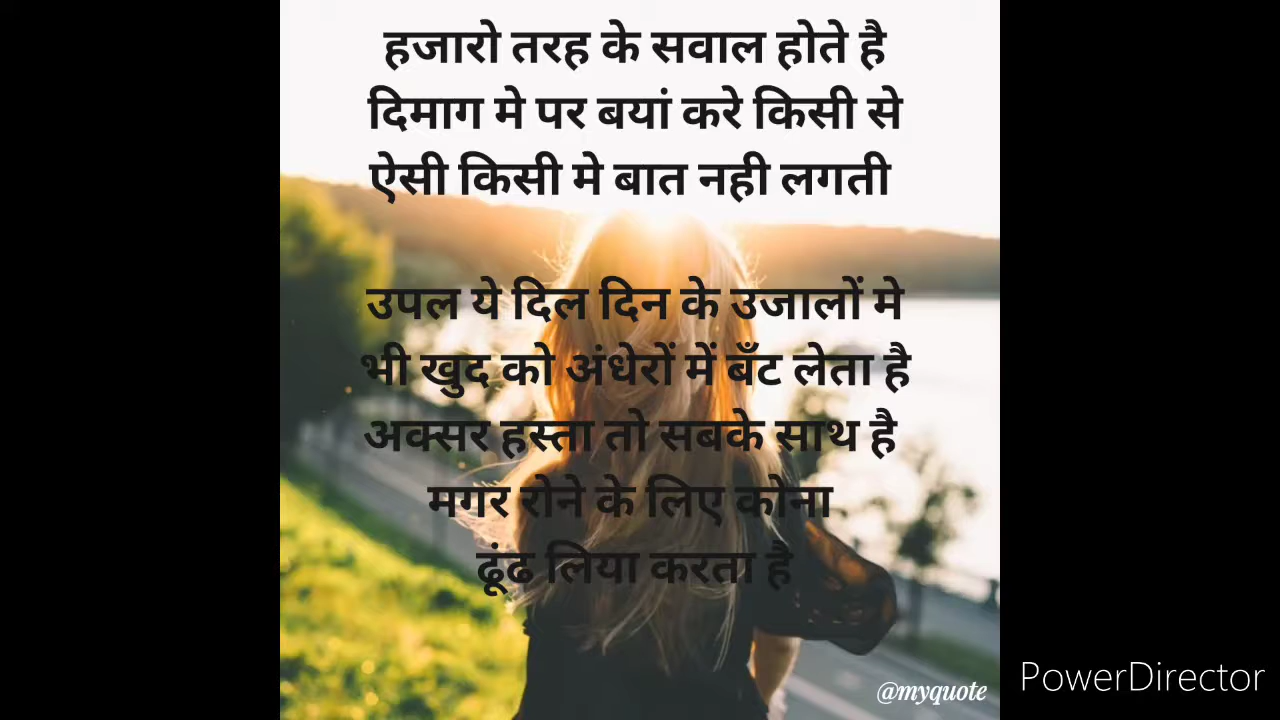 हजारो तरह के सवाल होते है
दिमाग मे पर बयां करे किसी से
ऐसी किसी मे बात नही लगती
उपल ये दिल दिन के उजालों मे
भी खुद को अंधेरों में बँट लेता है
अक्सर हस्ता तो सबके साथ है
मगर रोने के लिए कोना
ढूंढ लिया करता है
@myquote
PowerDirector